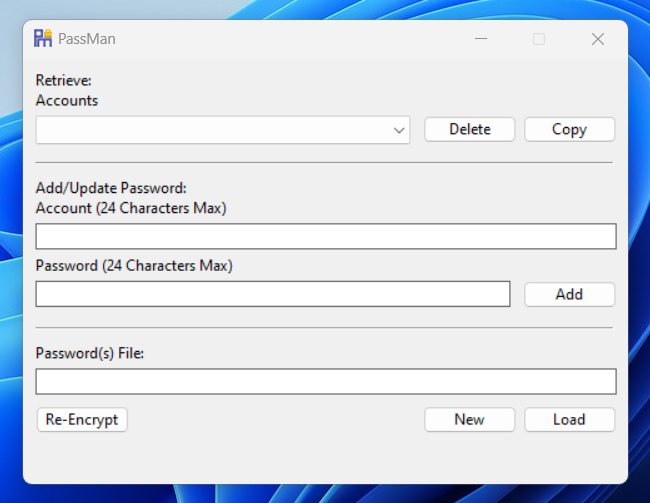 PassMan
Retrieve:
Accounts
Delete Copy
Add/Update Password:
Account (24 Characters Max)
Password (24 Characters Max)
Add
Password(s) File:
Re-Encrypt New Load